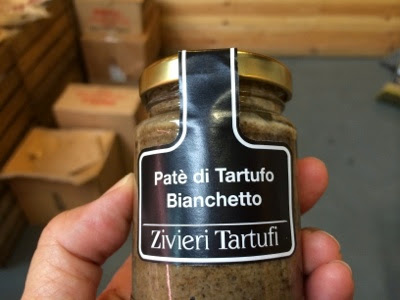 Patè di Tartufo
Bianchetto
Zivieri Tartufi